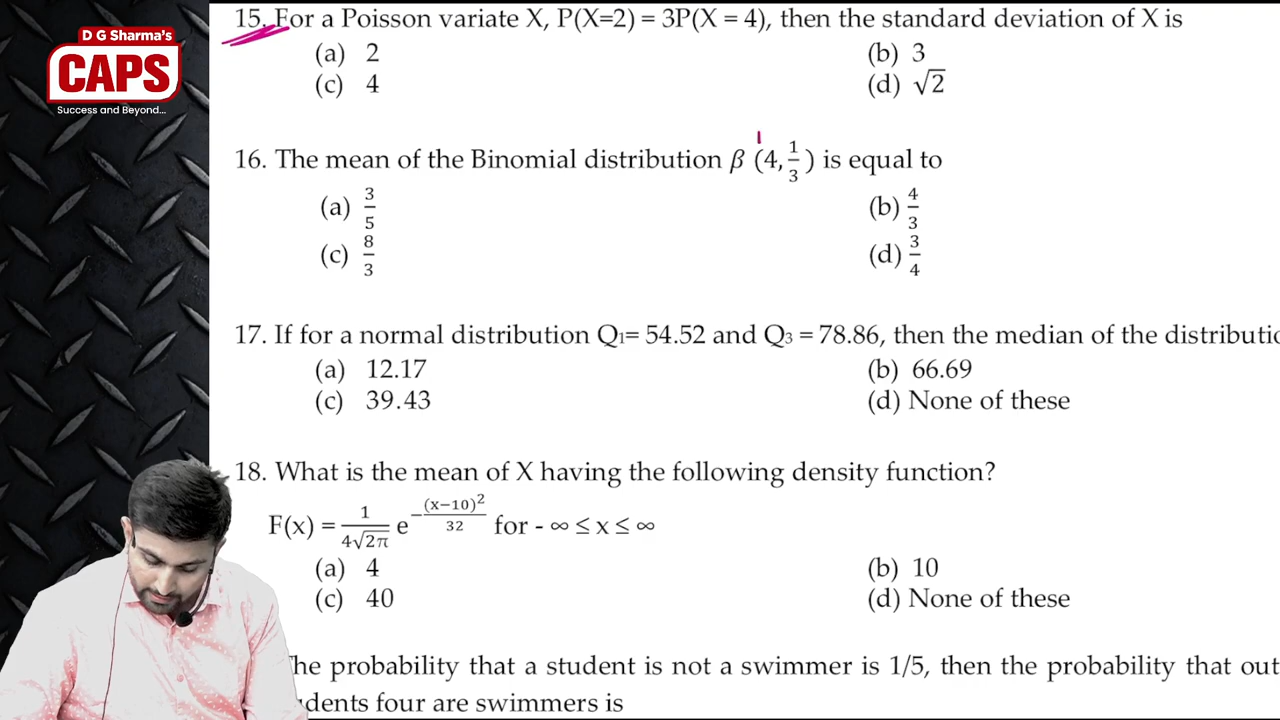 D G Sharma's
CAPS
Success and Beyond...
15. For a Poisson variate X, P(X=2) = 3P(X = 4), then the standard deviation of X is
(a) 2 (b) 3
(c) 4 (d) √2
16. The mean of the Binomial distribution β (4, 1/3) is equal to
(a) 3/5 (b) 4/3
(c) 8/3 (d) 3/4
17. If for a normal distribution Q₁= 54.52 and Q₃ = 78.86, then the median of the distributio
(a) 12.17 (b) 66.69
(c) 39.43 (d) None of these
18. What is the mean of X having the following density function?
F(x) = 1/(4√2π) e^(−(x−10)²/32) for - ∞ ≤ x ≤ ∞
(a) 4 (b) 10
(c) 40 (d) None of these
he probability that a student is not a swimmer is 1/5, then the probability that out
dents four are swimmers is